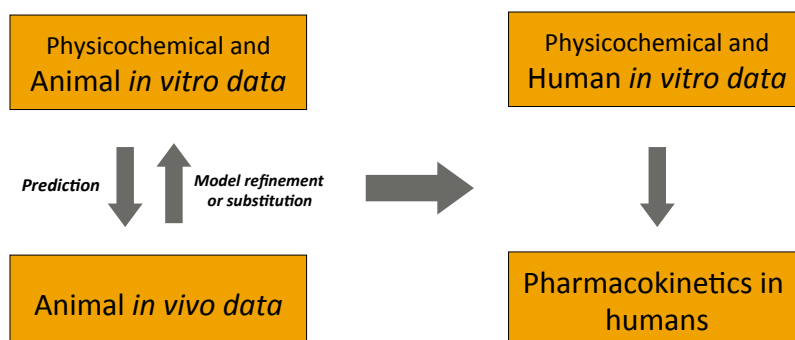 Physicochemical and
Animal in vitro data
Physicochemical and
Human in vitro data
Prediction
Model refinement
or substitution
Animal in vivo data
Pharmacokinetics in
humans